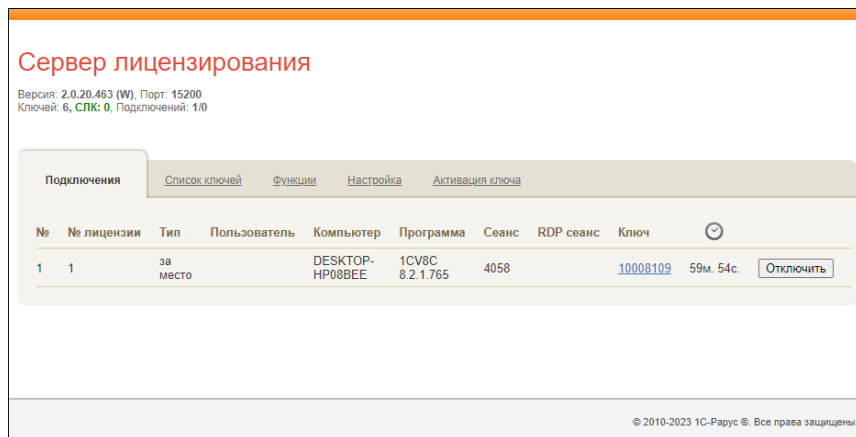 Сервер лицензирования
Версия: 2.0.20.463 (W), Порт: 15200
Ключей: 6, СЛК: 0, Подключений: 1/0
Подключения Список ключей Функции Настройка Активация ключа
№ № лицензии Тип Пользователь Компьютер Программа Сеанс RDP сеанс Ключ
1 1 за место DESKTOP-HP08BEE 1CV8C 8.2.1.765 4058 10008109 59м. 54с. Отключить
© 2010-2023 1С-Рарус ®. Все права защищены